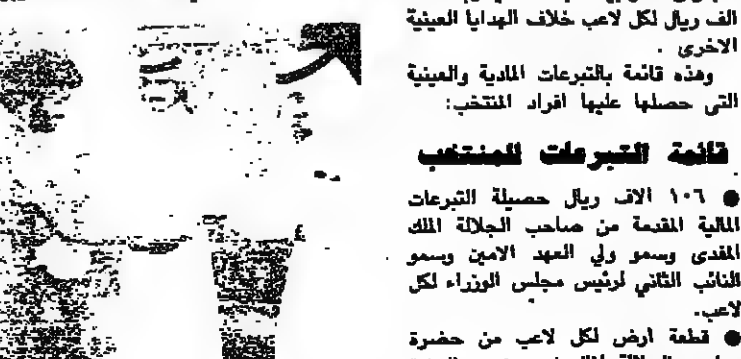 الف ريال لكل لاعب خلاف الهدايا العينية
الاخرى .
وهذه قائمة بالتبرعات المادية والعينية
التى حصلها عليها افراد المنتخب:
قائمة التبرعات للمنتخب
● ١٠٦ الاف ريال حصيلة التبرعات
المالية المقدمة من صاحب الجلالة الملك
المفدى وسمو ولي العهد الامين وسمو
النائب الثاني لرئيس مجلس الوزراء لكل
لاعب.
● قطعة ارض لكل لاعب من حضرة